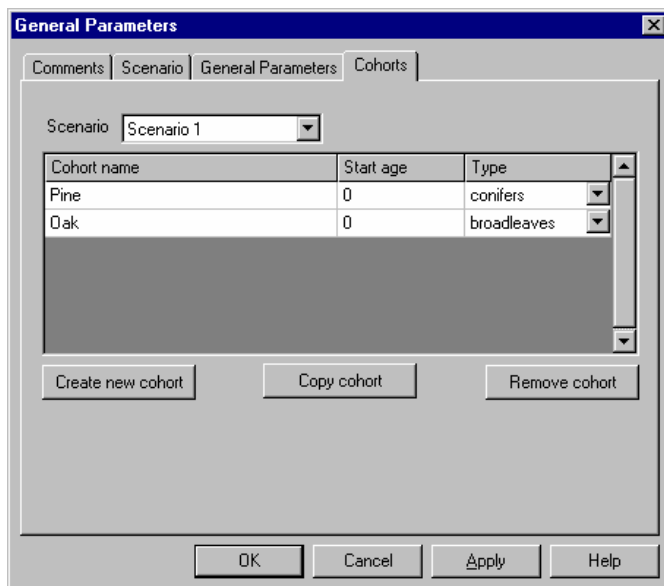 General Parameters
Comments Scenario General Parameters Cohorts
Scenario Scenario 1
Cohort name Start age Type
Pine 0 conifers
Oak 0 broadleaves
Create new cohort Copy cohort Remove cohort
OK Cancel Apply Help